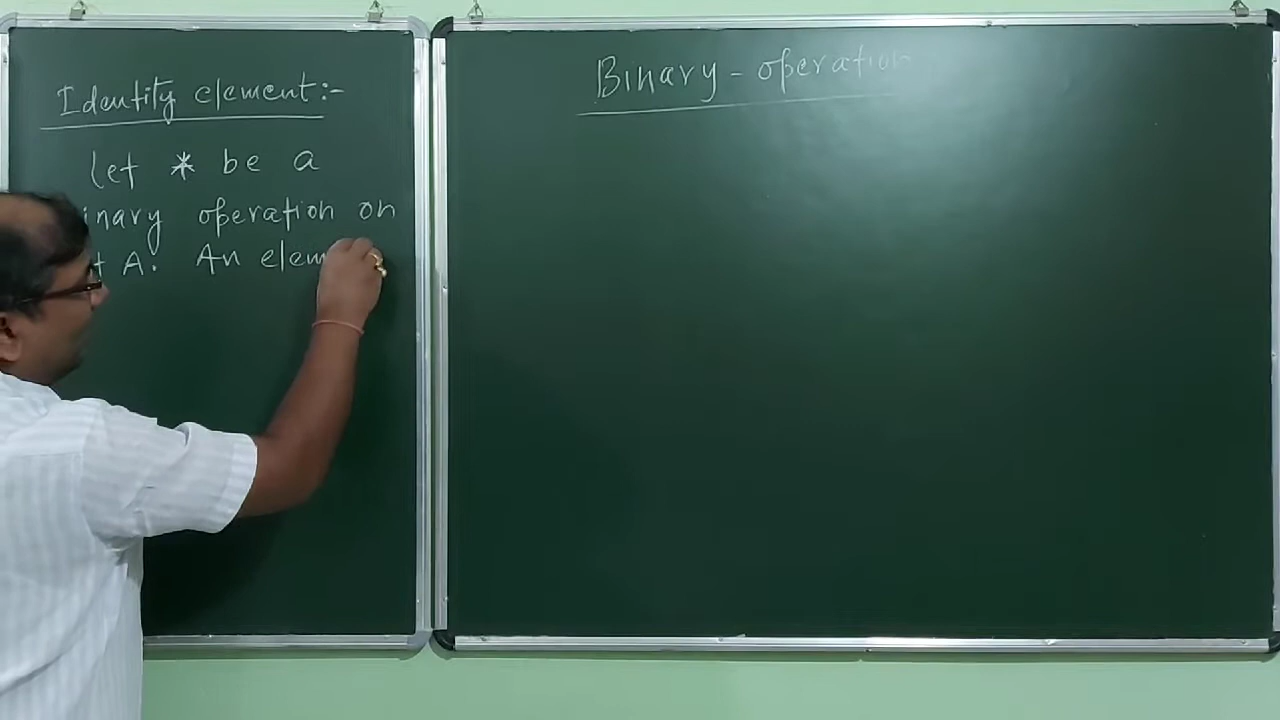 Identity element:-
Let * be a
inary operation on
t A. An elem
Binary - operation